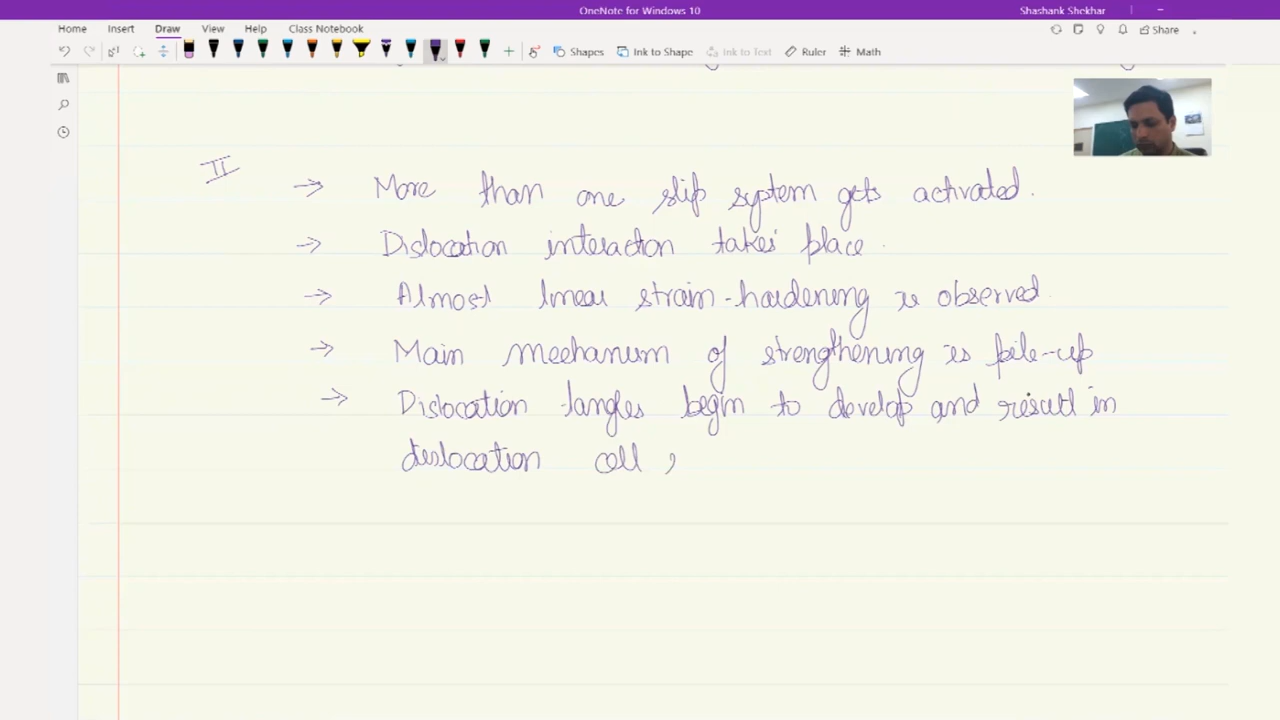 OneNote for Windows 10
Shashank Shekhar
Home Insert Draw View Help Class Notebook
Share
Shapes Ink to Shape Ink to Text Ruler Math
II
→ More than one slip system gets activated.
→ Dislocation interaction takes place.
→ Almost linear strain-hardening is observed.
→ Main mechanism of strengthening is pile-up
→ Dislocation tangles begin to develop and result in
dislocation cell,